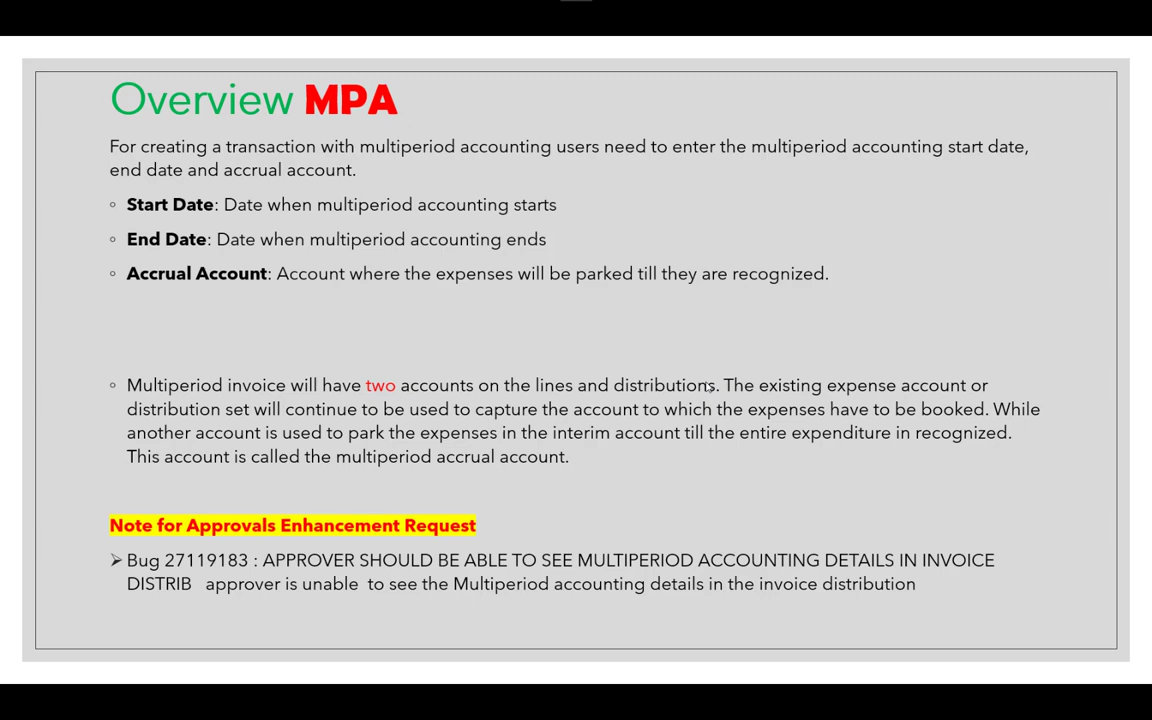 Overview MPA
For creating a transaction with multiperiod accounting users need to enter the multiperiod accounting start date,
end date and accrual account.
◦ Start Date: Date when multiperiod accounting starts
◦ End Date: Date when multiperiod accounting ends
◦ Accrual Account: Account where the expenses will be parked till they are recognized.
◦ Multiperiod invoice will have two accounts on the lines and distributions. The existing expense account or
distribution set will continue to be used to capture the account to which the expenses have to be booked. While
another account is used to park the expenses in the interim account till the entire expenditure in recognized.
This account is called the multiperiod accrual account.
Note for Approvals Enhancement Request
➢ Bug 27119183 : APPROVER SHOULD BE ABLE TO SEE MULTIPERIOD ACCOUNTING DETAILS IN INVOICE
DISTRIB approver is unable to see the Multiperiod accounting details in the invoice distribution